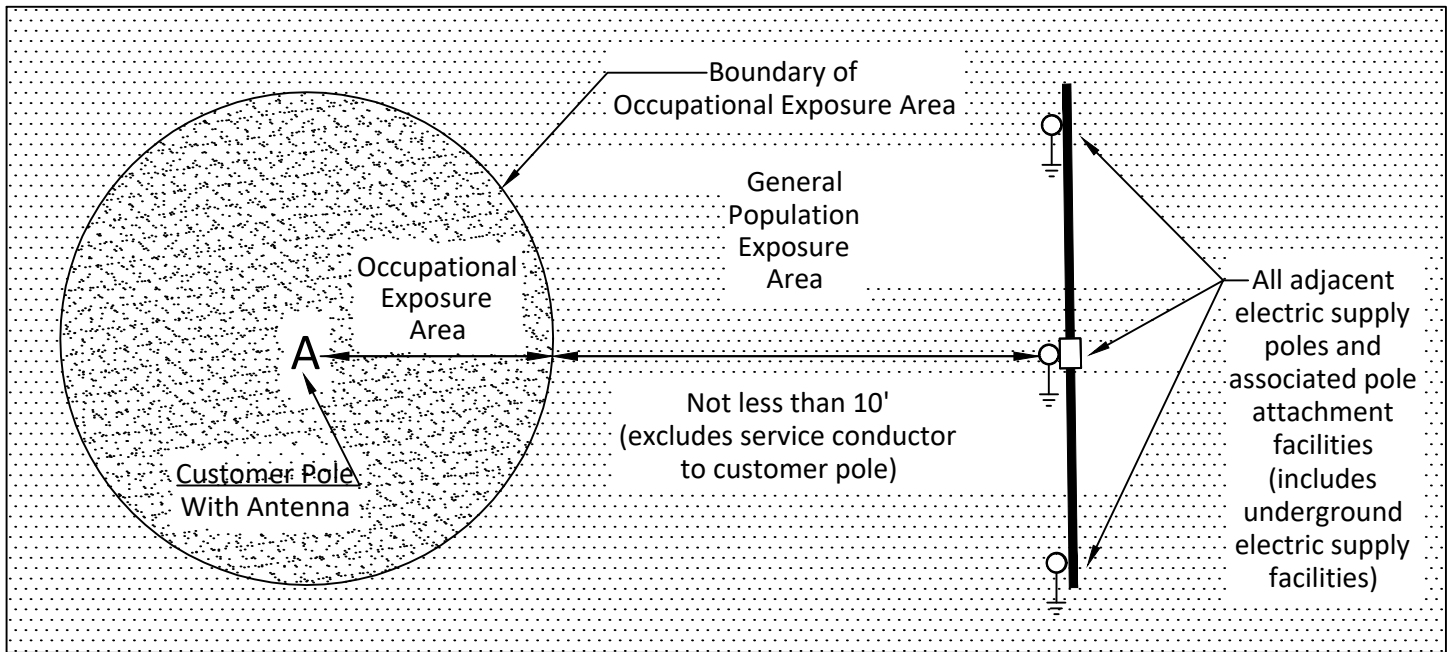 Boundary of
Occupational Exposure Area
General
Population
Exposure
Area
Occupational
Exposure
Area
A
Not less than 10'
(excludes service conductor
to customer pole)
Customer Pole
With Antenna
All adjacent
electric supply
poles and
associated pole
attachment
facilities
(includes
underground
electric supply
facilities)